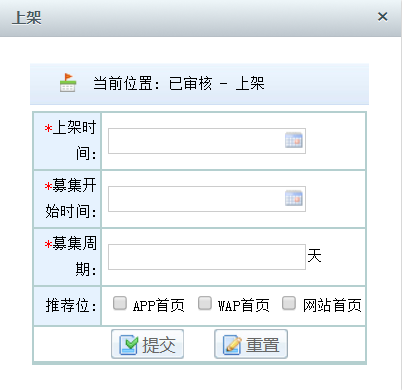 上架 ×
当前位置: 已审核 - 上架
*上架时
间:
*募集开
始时间:
*募集周
期: 天
推荐位: APP首页 WAP首页 网站首页
提交 重置